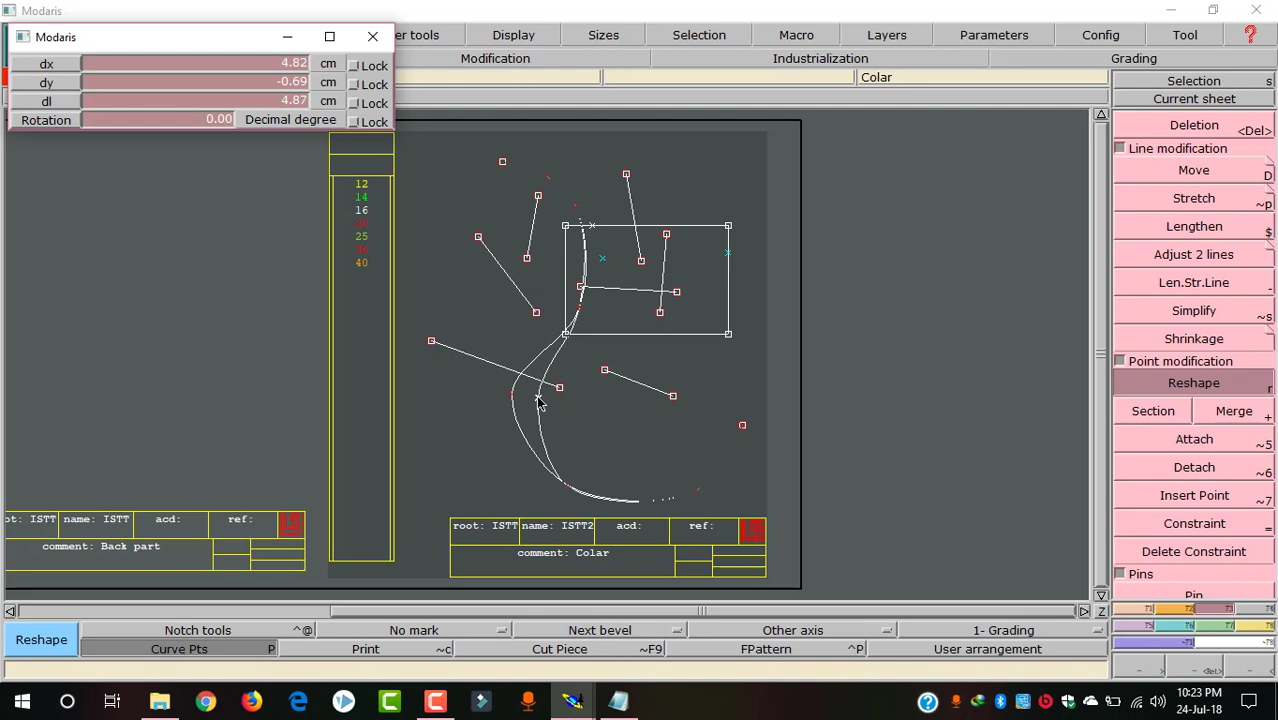 Modaris
Modaris
er tools Display Sizes Selection Macro Layers Parameters Config Tool
Modification Industrialization Grading
Colar
dx 4.82 cm Lock
dy -0.69 cm Lock
dl 4.87 cm Lock
Rotation 0.00 Decimal degree Lock
Selection s
Current sheet
Deletion <Del>
Line modification
Move D
Stretch ~p
Lengthen $
Adjust 2 lines
Len.Str.Line -
Simplify ~s
Shrinkage
Point modification
Reshape r
Section Merge +
Attach ~5
Detach ~6
Insert Point ~7
Constraint =
Delete Constraint
Pins
Pin
12
14
16
25
40
ot: ISTT name: ISTT acd: ref:
comment: Back part
root: ISTT name: ISTT2 acd: ref:
comment: Colar
Z
Reshape
Notch tools ^@ No mark Next bevel Other axis 1- Grading
Curve Pts P Print ~c Cut Piece ~F9 FPattern ^P User arrangement
10:23 PM
24-Jul-18